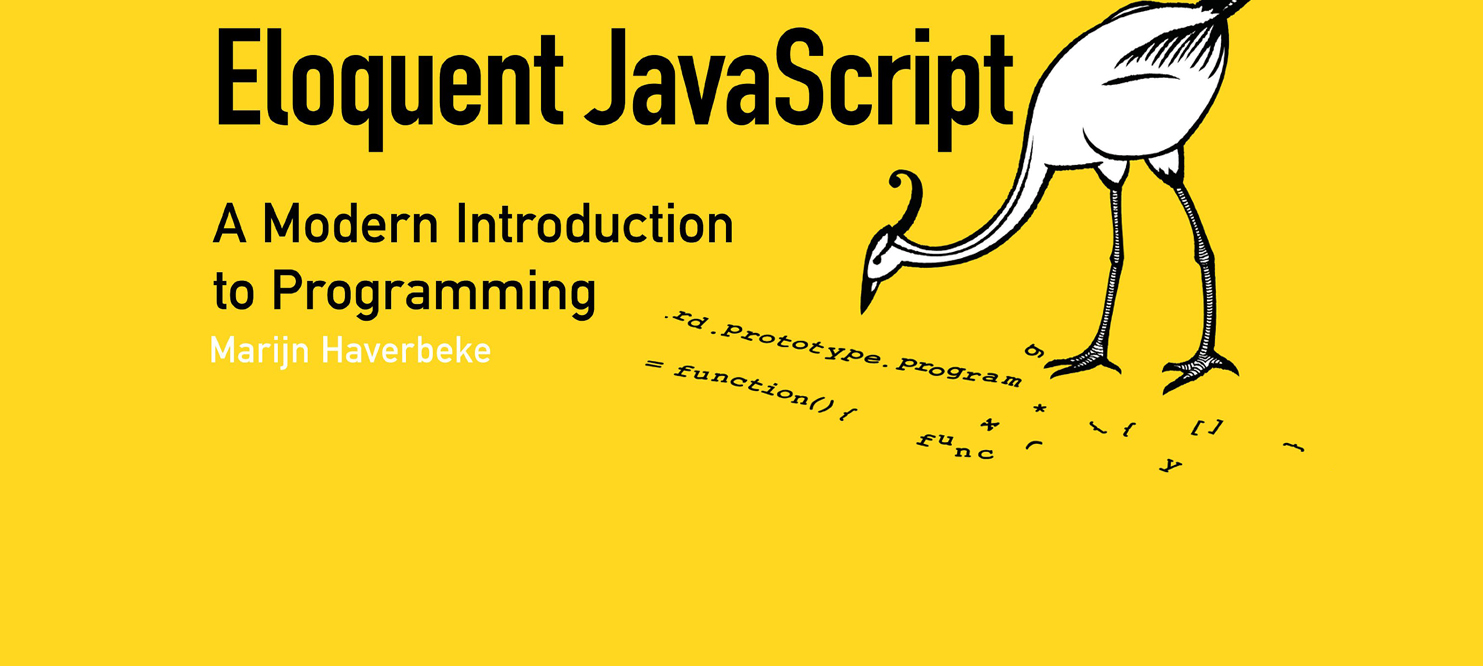 Eloquent JavaScript
A Modern Introduction
to Programming
Marijn Haverbeke
.rd.prototype.program
= function() {
func
*
} {
[]
y